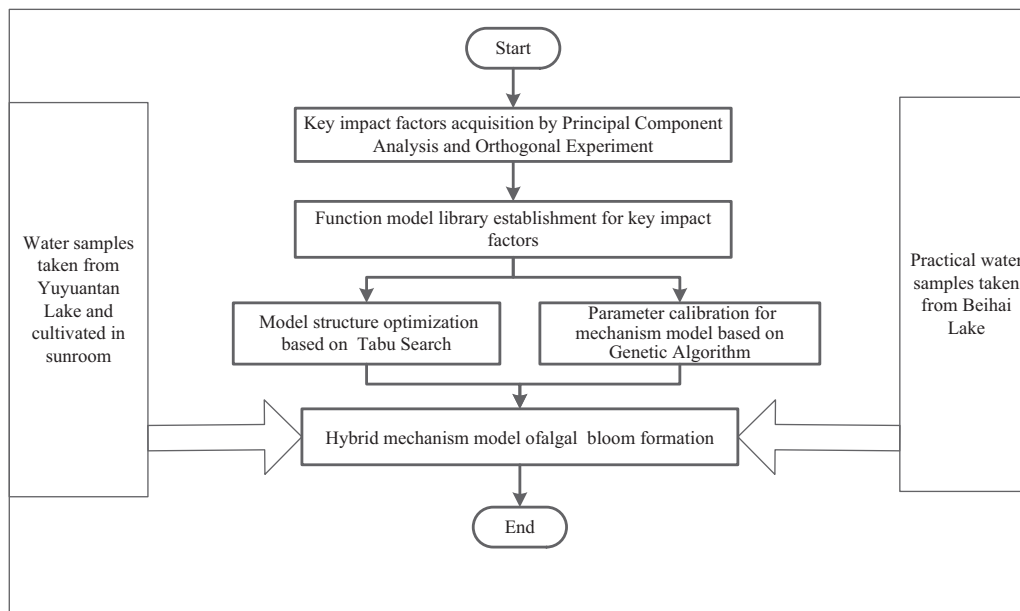 Start
Key impact factors acquisition by Principal Component
Analysis and Orthogonal Experiment
Function model library establishment for key impact
factors
Water samples
taken from
Yuyuantan
Lake and
cultivated in
sunroom
Model structure optimization
based on Tabu Search
Parameter calibration for
mechanism model based on
Genetic Algorithm
Practical water
samples taken
from Beihai
Lake
Hybrid mechanism model ofalgal bloom formation
End